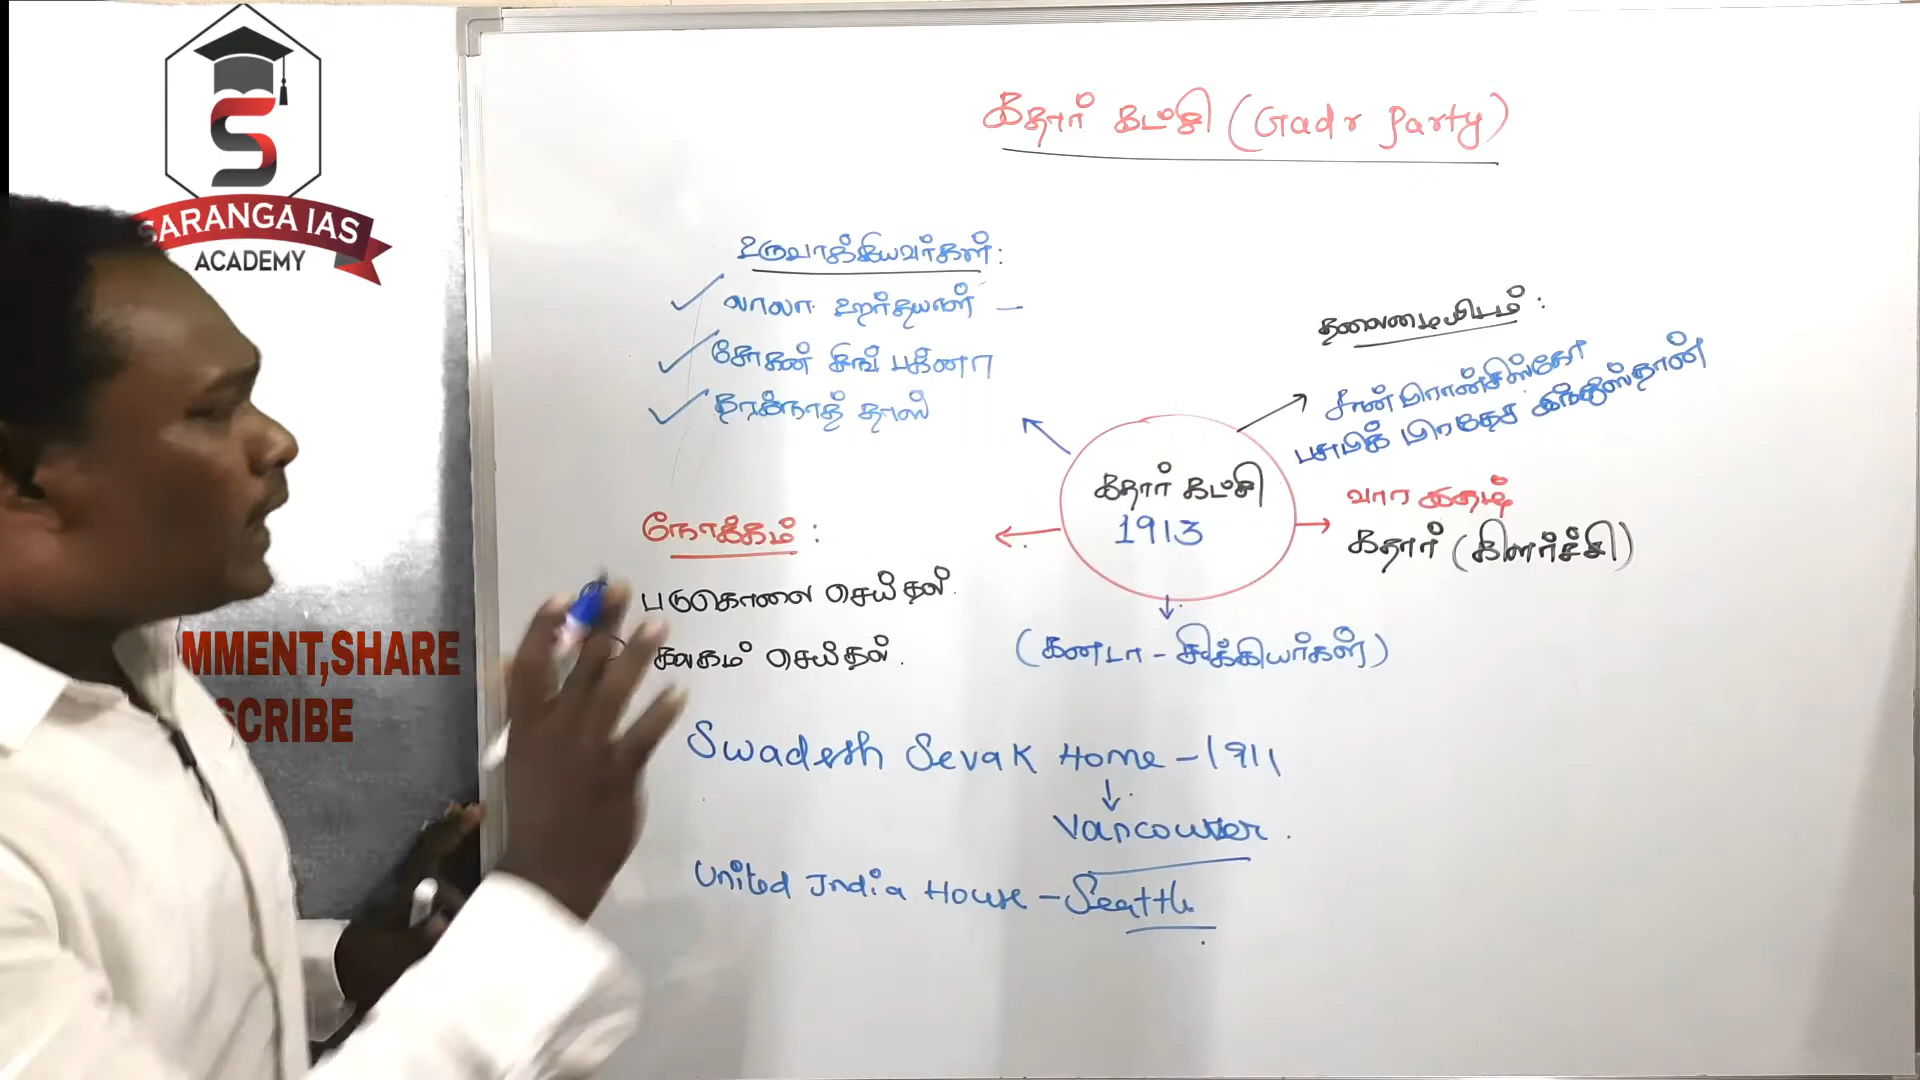 SARANGA IAS
ACADEMY
MMENT,SHARE
SCRIBE
கதார் கட்சி (Gadr Party)
உருவாக்கியவர்கள் :
லாலா ஹர்தயாள் –
சோகன் சிங் பக்னா
தாரக்நாத் தாஸ்
தலைமையிடம் :
சான்பிரான்சிஸ்கோ
பசுபிக் பிரதேச இந்துஸ்தான்
கதார் கட்சி
1913
வார இதழ்
கதார் (கிளர்ச்சி)
நோக்கம் :
படுகொலை செய்தல்.
கலகம் செய்தல்.
(கனடா - சீக்கியர்கள்)
Swadesh Sevak Home - 1911
Vancouver .
United India House - Seattle